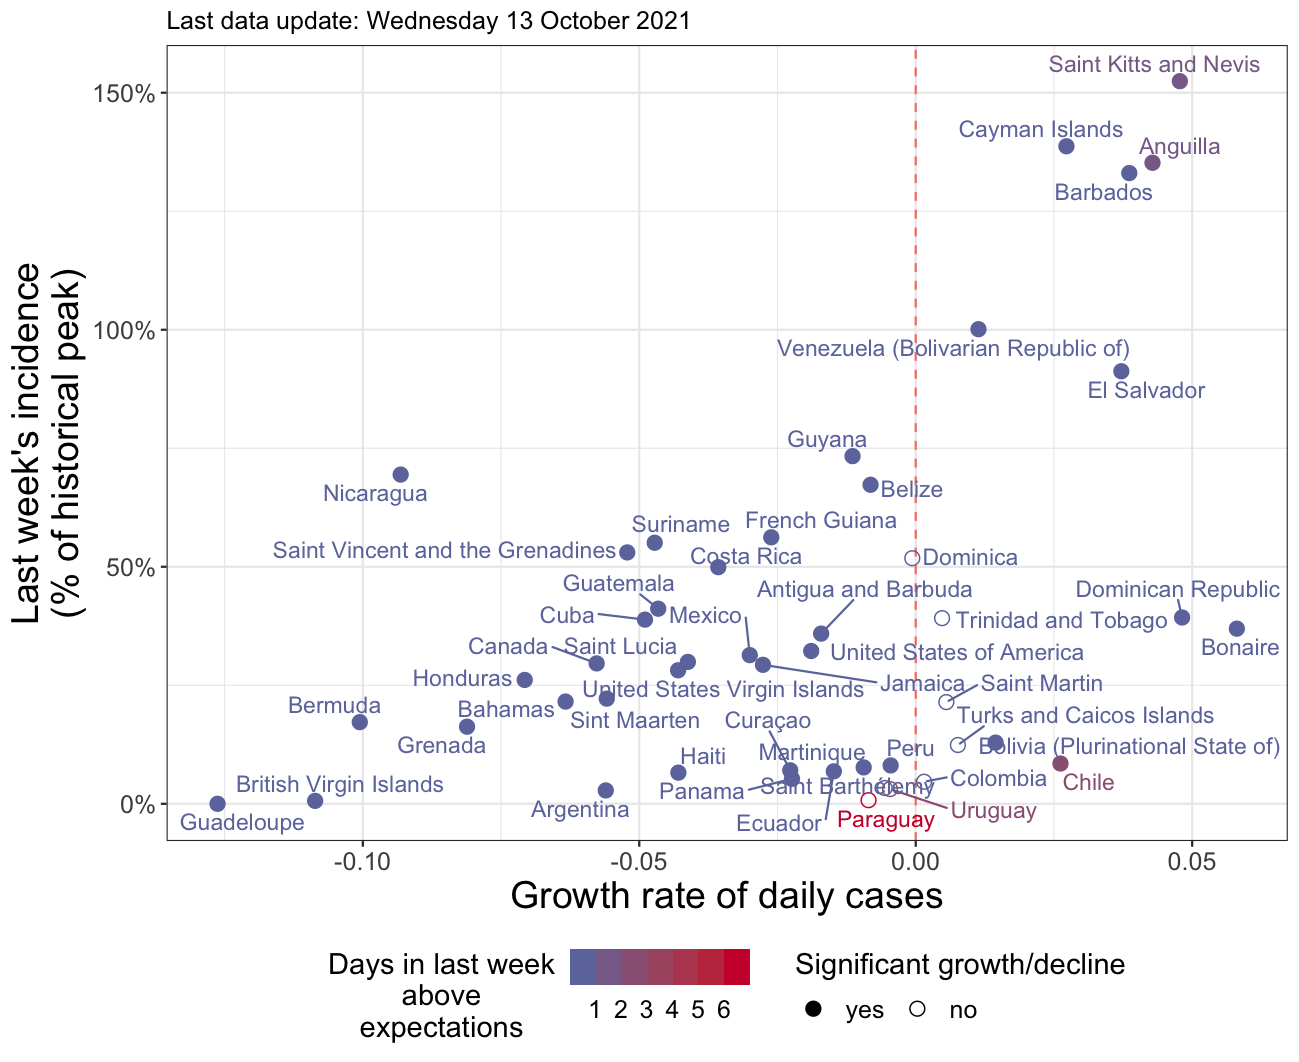 Last data update: Wednesday 13 October 2021
Saint Kitts and Nevis
150%
Cayman Islands
Anguilla
Barbados
100%
Venezuela (Bolivarian Republic of)
El Salvador
Guyana
Nicaragua
Belize
Suriname
French Guiana
Saint Vincent and the Grenadines
Costa Rica
Dominica
50%
Guatemala
Antigua and Barbuda
Dominican Republic
Cuba
Mexico
Trinidad and Tobago
Canada
Saint Lucia
United States of America
Bonaire
Honduras
United States Virgin Islands
Jamaica
Saint Martin
Bermuda
Bahamas
Sint Maarten
Curaçao
Turks and Caicos Islands
Grenada
Haiti
Martinique
Peru
Bolivia (Plurinational State of)
British Virgin Islands
Panama
Saint Barthélemy
Colombia
Chile
0%
Guadeloupe
Argentina
Ecuador
Paraguay
Uruguay
Last week's incidence
(% of historical peak)
-0.10
-0.05
0.00
0.05
Growth rate of daily cases
Days in last week
above
expectations
1 2 3 4 5 6
Significant growth/decline
yes
no